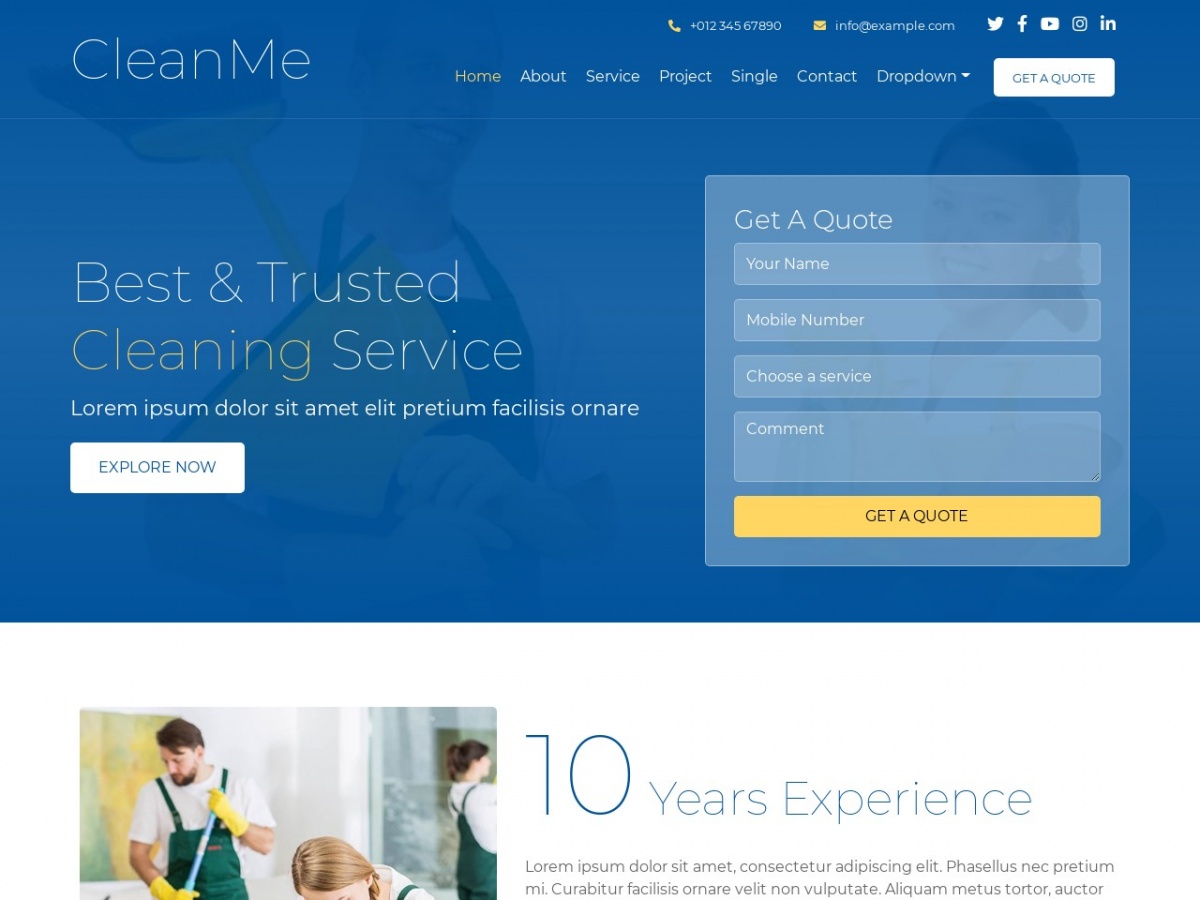 +012 345 67890
info@example.com
CleanMe
Home
About
Service
Project
Single
Contact
Dropdown
GET A QUOTE
Best & Trusted
Cleaning Service
Lorem ipsum dolor sit amet elit pretium facilisis ornare
EXPLORE NOW
Get A Quote
Your Name
Mobile Number
Choose a service
Comment
GET A QUOTE
10 Years Experience
Lorem ipsum dolor sit amet, consectetur adipiscing elit. Phasellus nec pretium
mi. Curabitur facilisis ornare velit non vulputate. Aliquam metus tortor, auctor